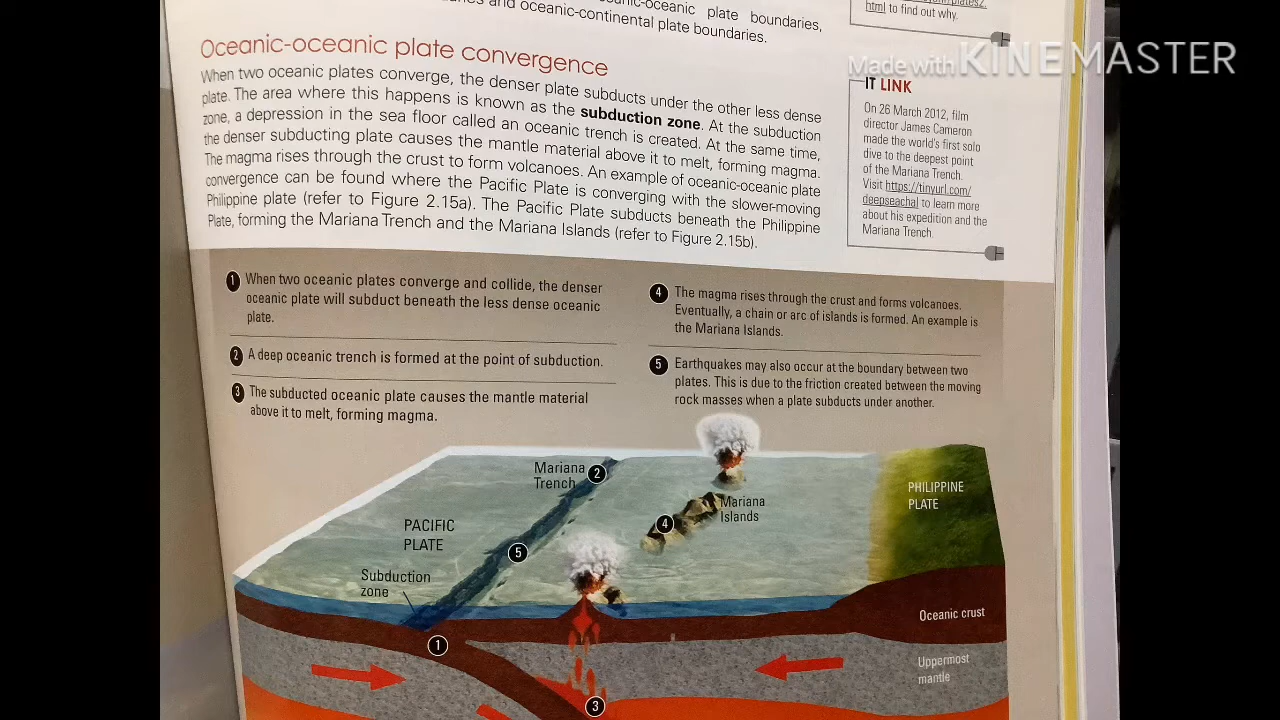 plate boundaries,
and oceanic-continental plate boundaries.
html to find out why.
Made with KINEMASTER
Oceanic-oceanic plate convergence
When two oceanic plates converge, the denser plate subducts under the other less dense
plate. The area where this happens is known as the subduction zone. At the subduction
zone, a depression in the sea floor called an oceanic trench is created. At the same time,
the denser subducting plate causes the mantle material above it to melt, forming magma.
The magma rises through the crust to form volcanoes. An example of oceanic-oceanic plate
convergence can be found where the Pacific Plate is converging with the slower-moving
Philippine plate (refer to Figure 2.15a). The Pacific Plate subducts beneath the Philippine
Plate, forming the Mariana Trench and the Mariana Islands (refer to Figure 2.15b).
IT LINK
On 26 March 2012, film
director James Cameron
made the world's first solo
dive to the deepest point
of the Mariana Trench.
Visit https://tinyurl.com/
deepseachal to learn more
about his expedition and the
Mariana Trench.
1 When two oceanic plates converge and collide, the denser
oceanic plate will subduct beneath the less dense oceanic
plate.
2 A deep oceanic trench is formed at the point of subduction.
3 The subducted oceanic plate causes the mantle material
above it to melt, forming magma.
4 The magma rises through the crust and forms volcanoes.
Eventually, a chain or arc of islands is formed. An example is
the Mariana Islands.
5 Earthquakes may also occur at the boundary between two
plates. This is due to the friction created between the moving
rock masses when a plate subducts under another.
Mariana
Trench
2
Mariana
Islands
4
PHILIPPINE
PLATE
PACIFIC
PLATE
5
Subduction
zone
Oceanic crust
1
Uppermost
mantle
3